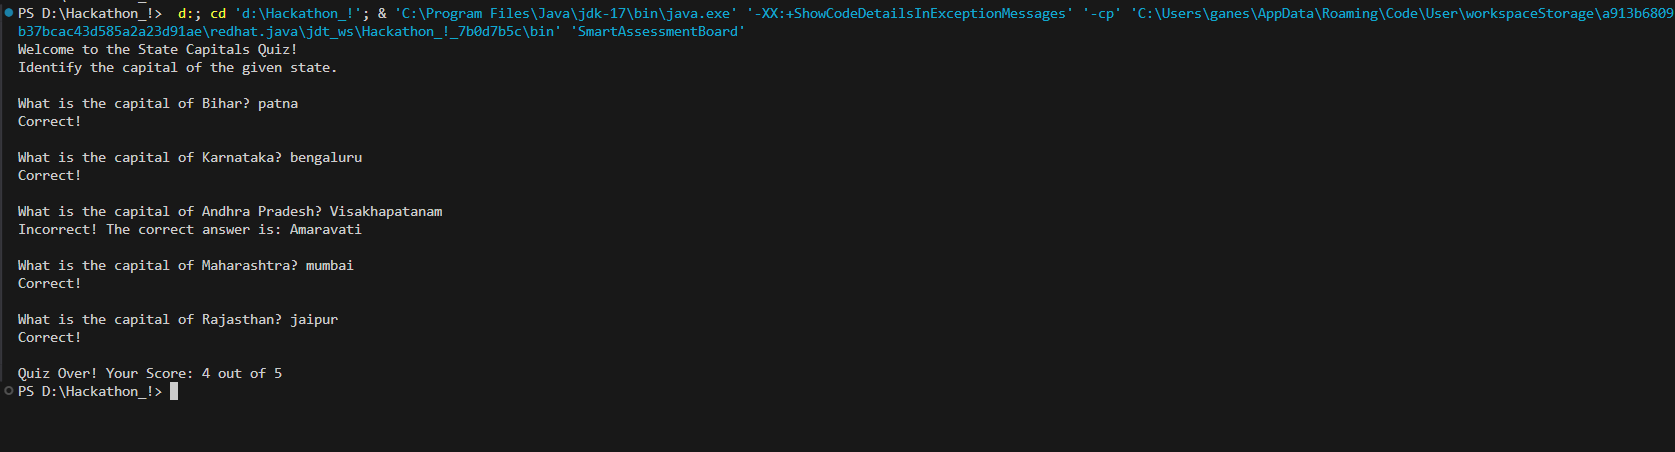 PS D:\Hackathon_!>  d:; cd 'd:\Hackathon_!'; & 'C:\Program Files\Java\jdk-17\bin\java.exe' '-XX:+ShowCodeDetailsInExceptionMessages' '-cp' 'C:\Users\ganes\AppData\Roaming\Code\User\workspaceStorage\a913b6809
b37bcac43d585a2a23d91ae\redhat.java\jdt_ws\Hackathon_!_7b0d7b5c\bin' 'SmartAssessmentBoard'
Welcome to the State Capitals Quiz!
Identify the capital of the given state.
What is the capital of Bihar? patna
Correct!
What is the capital of Karnataka? bengaluru
Correct!
What is the capital of Andhra Pradesh? Visakhapatanam
Incorrect! The correct answer is: Amaravati
What is the capital of Maharashtra? mumbai
Correct!
What is the capital of Rajasthan? jaipur
Correct!
Quiz Over! Your Score: 4 out of 5
PS D:\Hackathon_!>